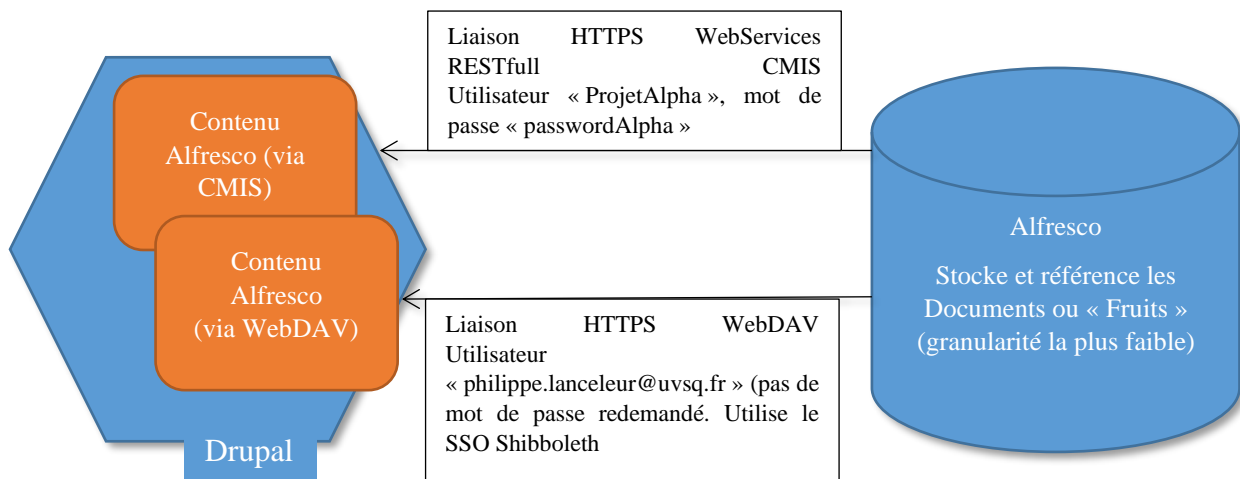 Liaison HTTPS WebServices
RESTfull CMIS
Utilisateur « ProjetAlpha », mot de
passe « passwordAlpha »
Contenu
Alfresco (via
CMIS)
Contenu
Alfresco
(via WebDAV)
Alfresco
Stocke et référence les
Documents ou « Fruits »
(granularité la plus faible)
Liaison HTTPS WebDAV
Utilisateur
« philippe.lanceleur@uvsq.fr » (pas de
mot de passe redemandé. Utilise le
SSO Shibboleth
Drupal